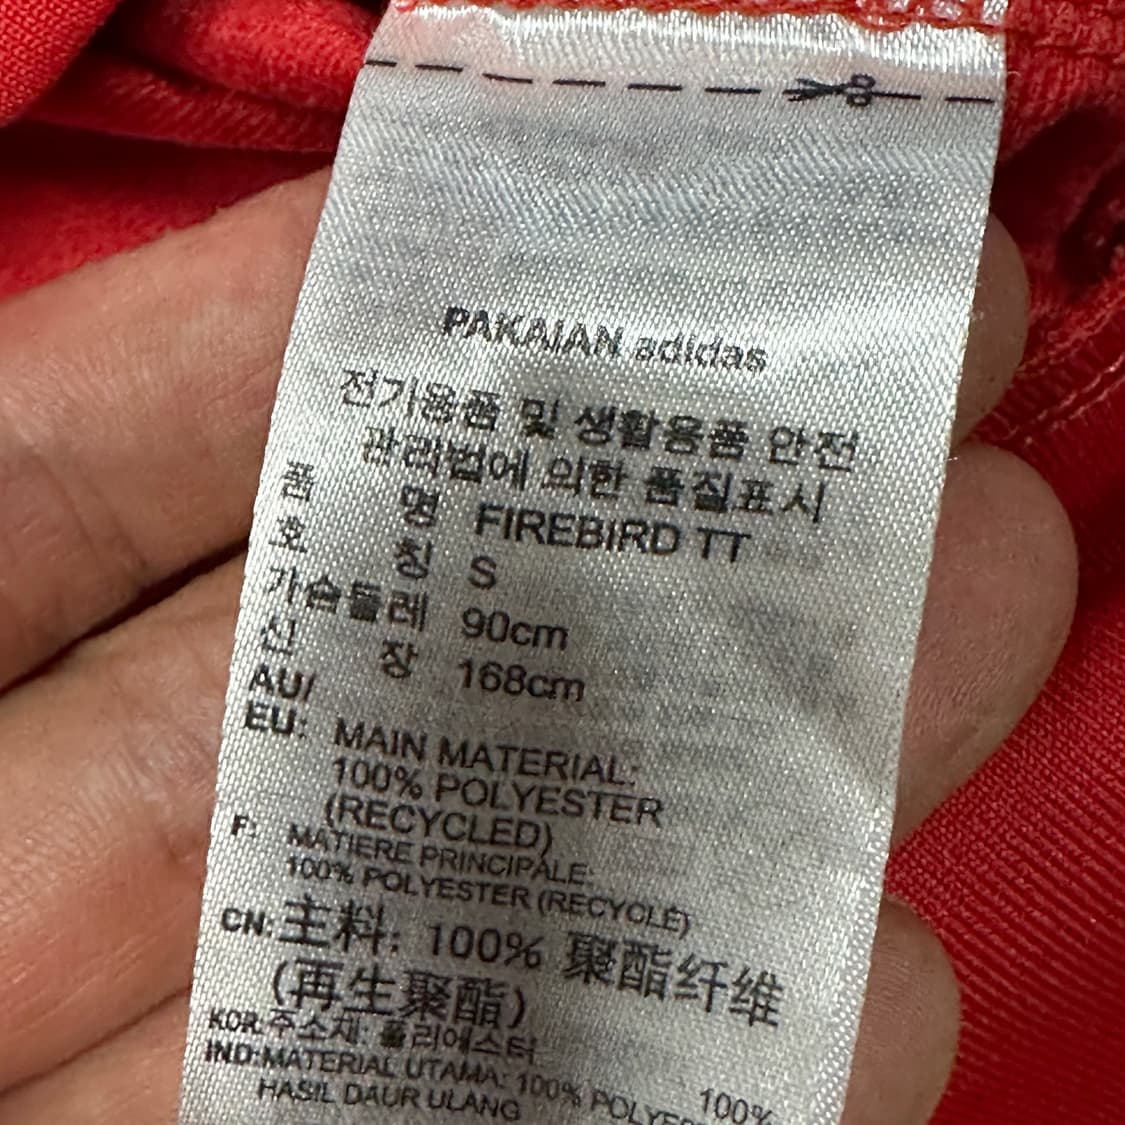 PAKAIAN adidas
전기용품 및 생활용품 안전
관리법에 의한 품질표시
품 명 FIREBIRD TT
호 칭 S
가슴둘레 90cm
신 장 168cm
AU/
EU: MAIN MATERIAL:
100% POLYESTER
(RECYCLED)
F: MATIERE PRINCIPALE:
100% POLYESTER (RECYCLÉ)
CN: 主料: 100% 聚酯纤维
(再生聚酯)
KOR: 주소재: 폴리에스터 100%
IND: MATERIAL UTAMA: 100% POLYES
HASIL DAUR ULANG